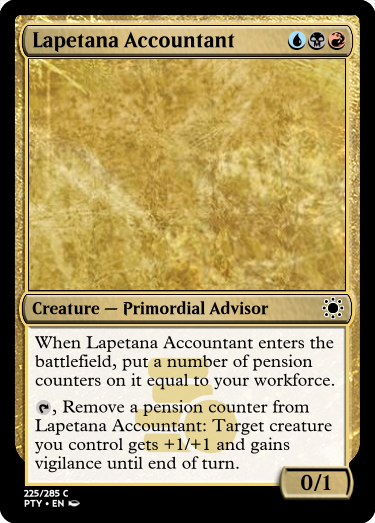 Lapetana Accountant
Creature — Primordial Advisor
When Lapetana Accountant enters the
battlefield, put a number of pension
counters on it equal to your workforce.
, Remove a pension counter from
Lapetana Accountant: Target creature
you control gets +1/+1 and gains
vigilance until end of turn.
0/1
225/285 C
PTY • EN